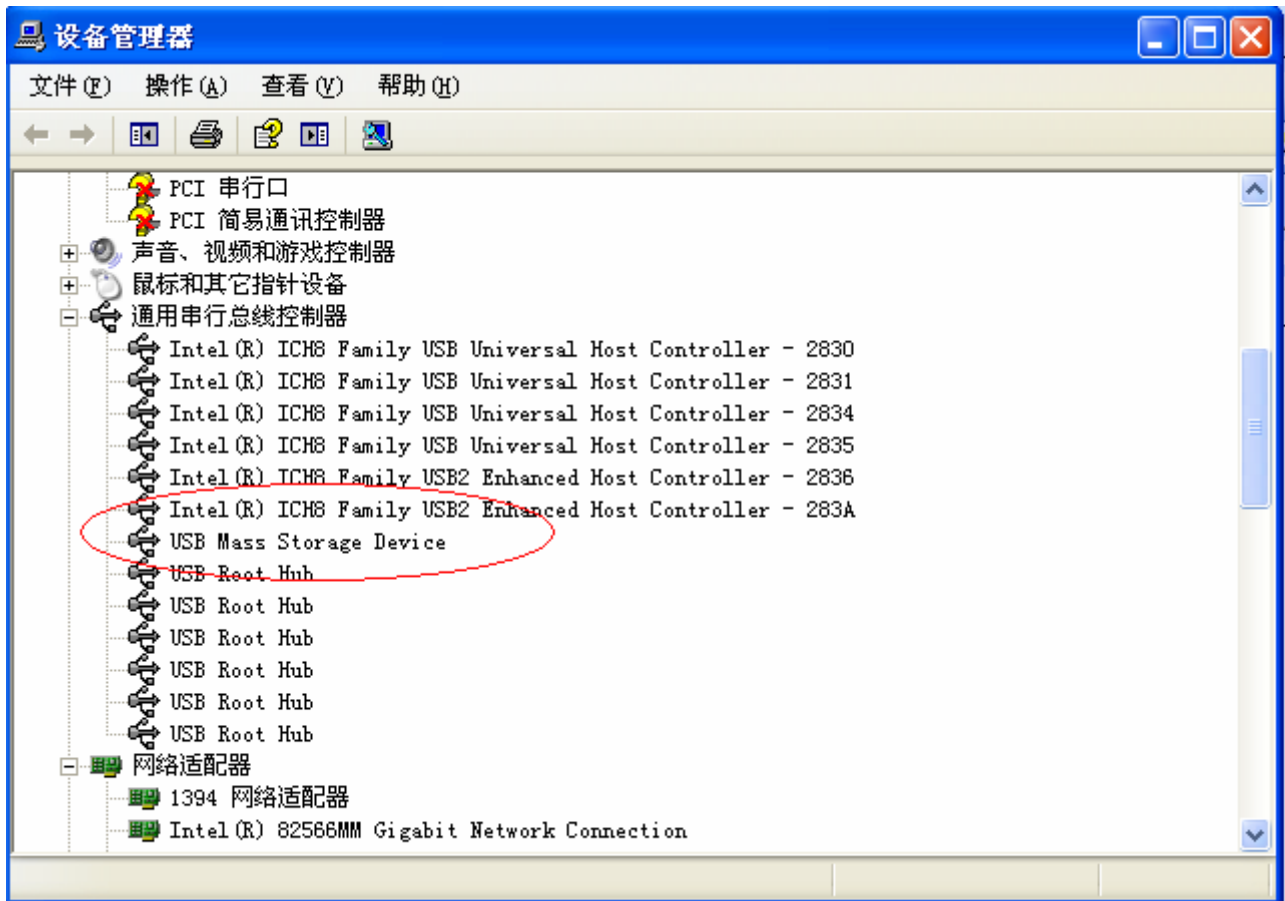 设备管理器
文件(F) 操作(A) 查看(V) 帮助(H)
PCI 串行口
PCI 简易通讯控制器
声音、视频和游戏控制器
鼠标和其它指针设备
通用串行总线控制器
Intel(R) ICH8 Family USB Universal Host Controller - 2830
Intel(R) ICH8 Family USB Universal Host Controller - 2831
Intel(R) ICH8 Family USB Universal Host Controller - 2834
Intel(R) ICH8 Family USB Universal Host Controller - 2835
Intel(R) ICH8 Family USB2 Enhanced Host Controller - 2836
Intel(R) ICH8 Family USB2 Enhanced Host Controller - 283A
USB Mass Storage Device
USB Root Hub
USB Root Hub
USB Root Hub
USB Root Hub
USB Root Hub
USB Root Hub
网络适配器
1394 网络适配器
Intel(R) 82566MM Gigabit Network Connection